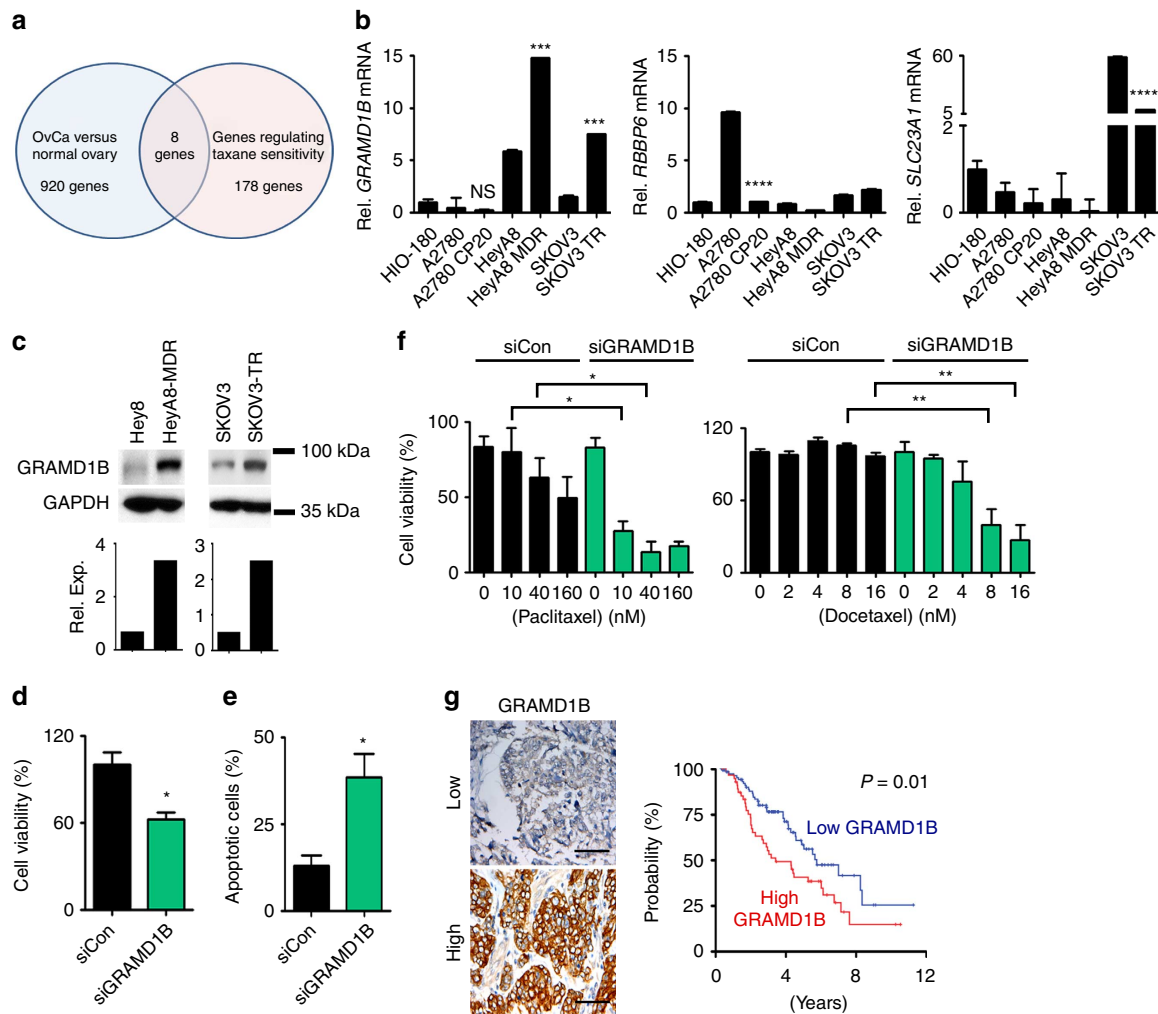 a
OvCa versus
normal ovary
920 genes
8
genes
Genes regulating
taxane sensitivity
178 genes
b
Rel. GRAMD1B mRNA
15
10
5
0
NS
***
***
HIO-180
A2780
A2780 CP20
HeyA8
HeyA8 MDR
SKOV3
SKOV3 TR
Rel. RBBP6 mRNA
15
10
5
0
****
HIO-180
A2780
A2780 CP20
HeyA8
HeyA8 MDR
SKOV3
SKOV3 TR
Rel. SLC23A1 mRNA
60
5
2
0
****
HIO-180
A2780
A2780 CP20
HeyA8
HeyA8 MDR
SKOV3
SKOV3 TR
c
Hey8
HeyA8-MDR
SKOV3
SKOV3-TR
GRAMD1B
GAPDH
100 kDa
35 kDa
Rel. Exp.
4
2
0
3
2
1
0
f
siCon
siGRAMD1B
*
*
Cell viability (%)
100
50
0
0 10 40 160 0 10 40 160
(Paclitaxel) (nM)
siCon
siGRAMD1B
**
**
120
60
0
0 2 4 8 16 0 2 4 8 16
(Docetaxel) (nM)
d
Cell viability (%)
120
60
0
*
siCon
siGRAMD1B
e
Apoptotic cells (%)
50
25
0
*
siCon
siGRAMD1B
g
GRAMD1B
Low
High
Probability (%)
100
75
50
25
0
P = 0.01
Low GRAMD1B
High
GRAMD1B
0 4 8 12
(Years)